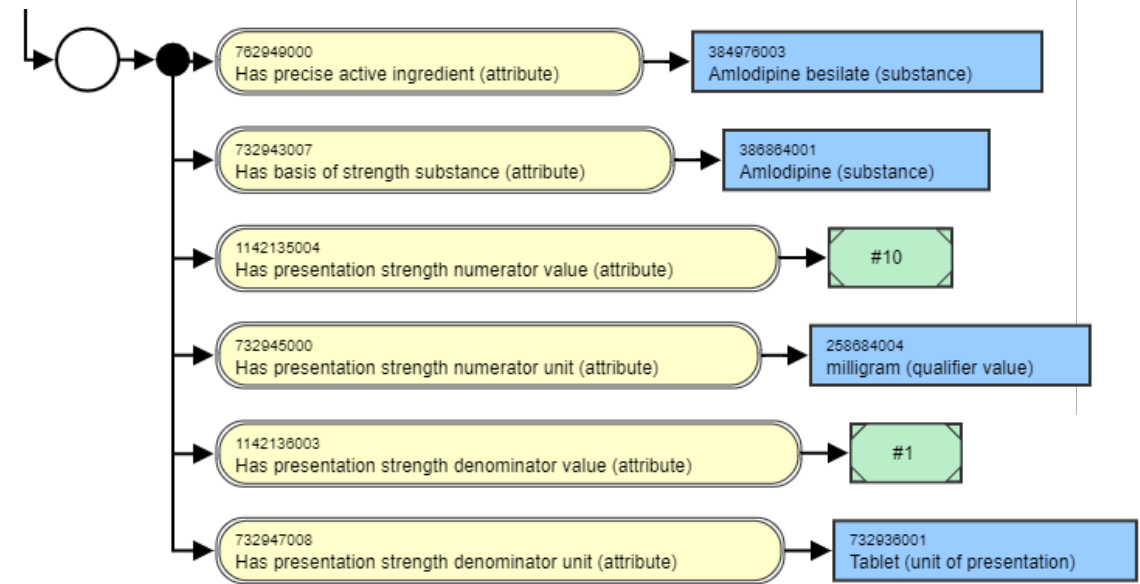 762949000
Has precise active ingredient (attribute)
384976003
Amlodipine besilate (substance)
732943007
Has basis of strength substance (attribute)
386864001
Amlodipine (substance)
1142135004
Has presentation strength numerator value (attribute)
#10
732945000
Has presentation strength numerator unit (attribute)
258684004
milligram (qualifier value)
1142136003
Has presentation strength denominator value (attribute)
#1
732947008
Has presentation strength denominator unit (attribute)
732936001
Tablet (unit of presentation)